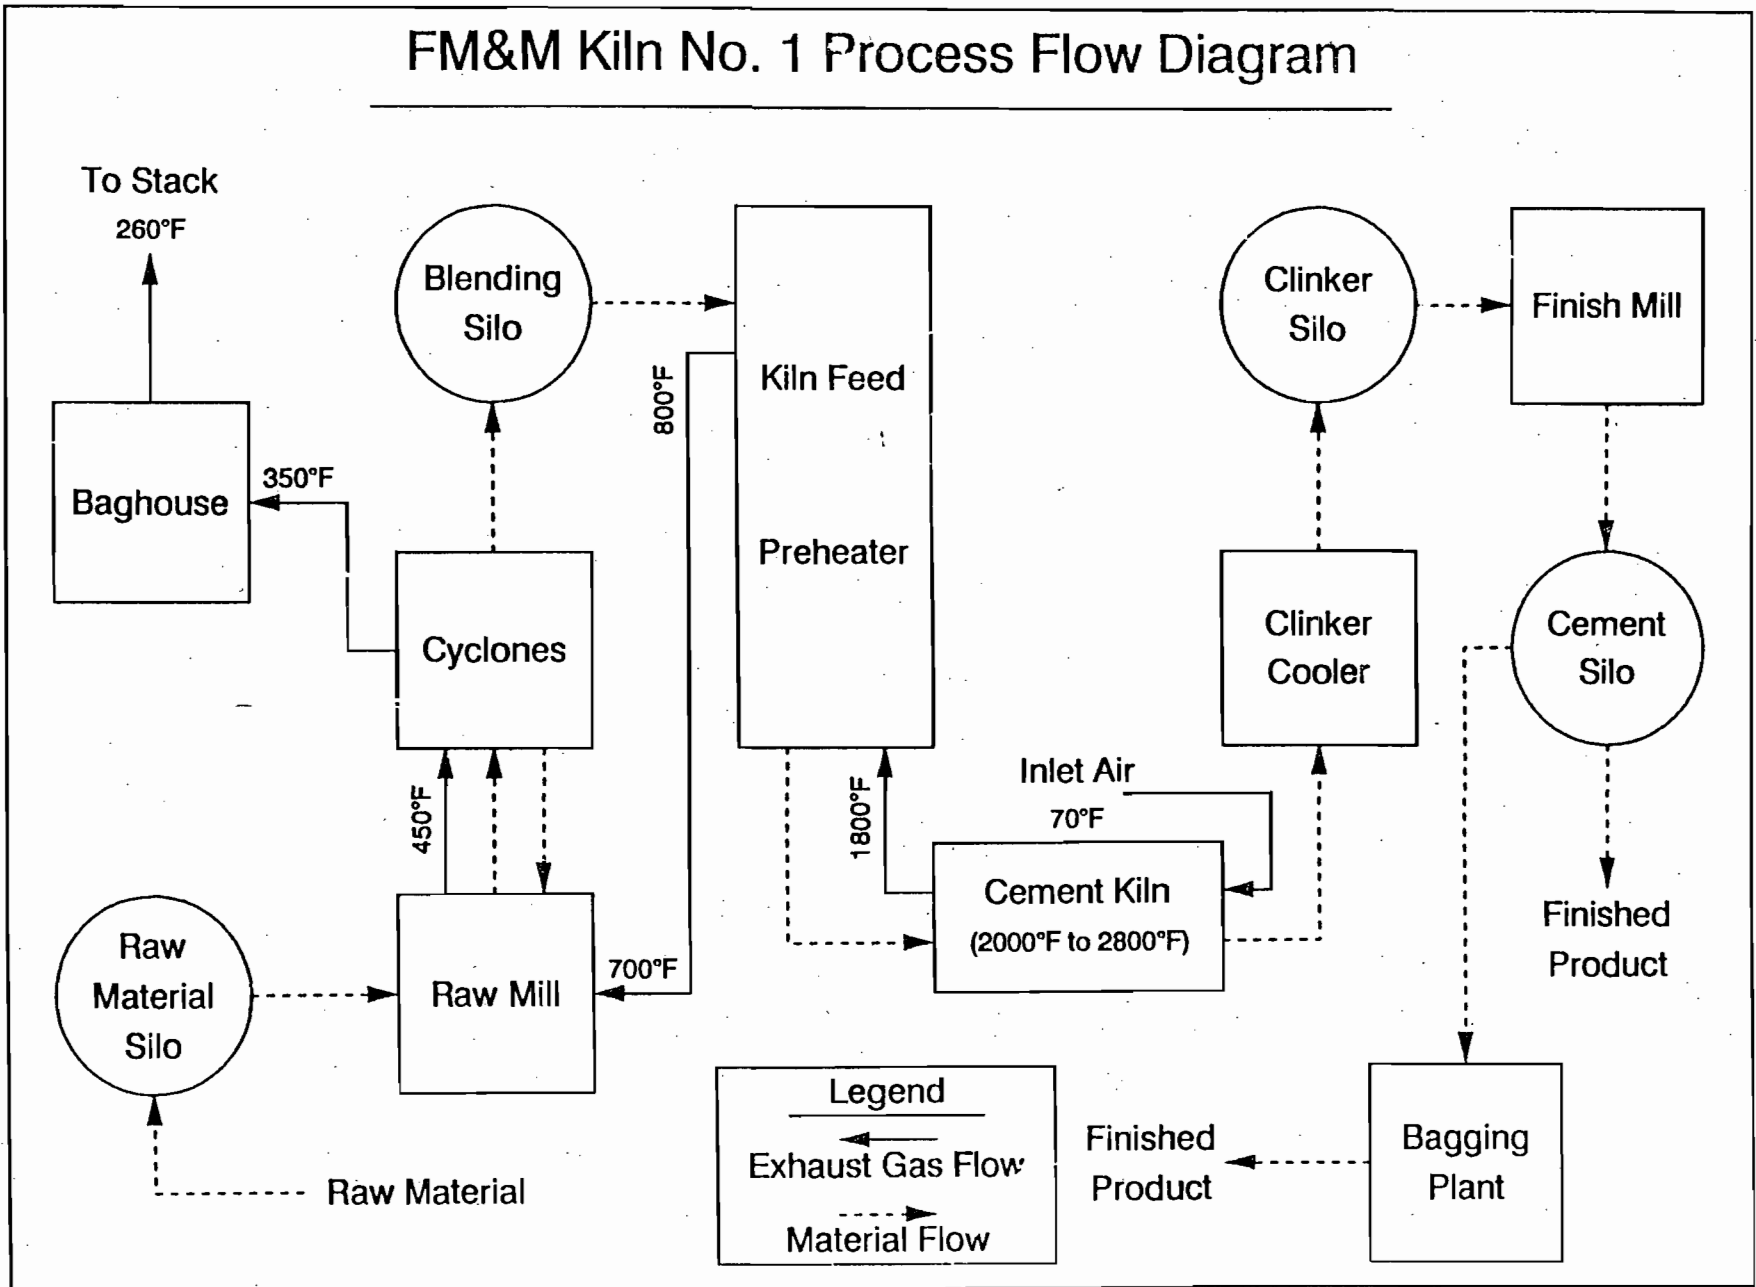 FM&M Kiln No. 1 Process Flow Diagram
To Stack
260°F
Blending
Silo
Clinker
Silo
Finish Mill
800°F
Kiln Feed
Preheater
Baghouse
350°F
Cyclones
Clinker
Cooler
Cement
Silo
450°F
1800°F
Inlet Air
70°F
Cement Kiln
(2000°F to 2800°F)
Finished
Product
Raw
Material
Silo
Raw Mill
700°F
Legend
Exhaust Gas Flow
Material Flow
Finished
Product
Bagging
Plant
Raw Material